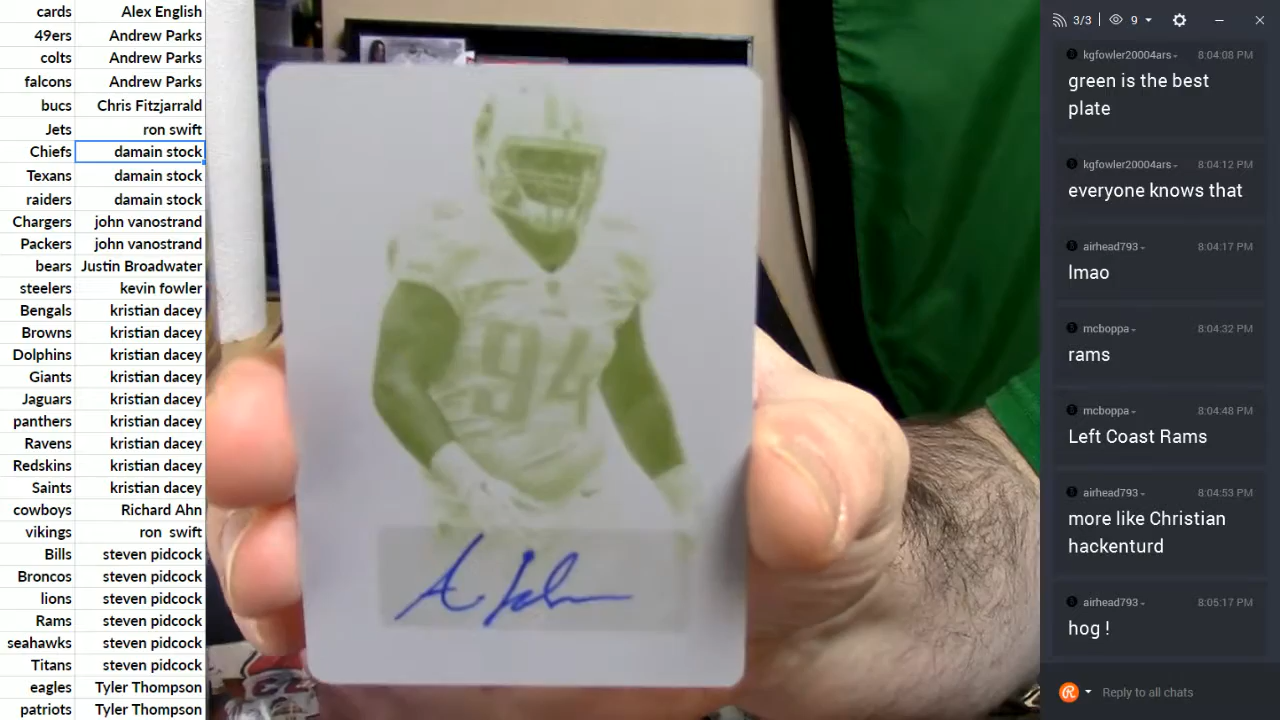 cards Alex English
49ers Andrew Parks
colts Andrew Parks
falcons Andrew Parks
bucs Chris Fitzjarrald
Jets ron swift
Chiefs damain stock
Texans damain stock
raiders damain stock
Chargers john vanostrand
Packers john vanostrand
bears Justin Broadwater
steelers kevin fowler
Bengals kristian dacey
Browns kristian dacey
Dolphins kristian dacey
Giants kristian dacey
Jaguars kristian dacey
panthers kristian dacey
Ravens kristian dacey
Redskins kristian dacey
Saints kristian dacey
cowboys Richard Ahn
vikings ron swift
Bills steven pidcock
Broncos steven pidcock
lions steven pidcock
Rams steven pidcock
seahawks steven pidcock
Titans steven pidcock
eagles Tyler Thompson
patriots Tyler Thompson
94
3/3 9
kgfowler20004ars 8:04:08 PM
green is the best
plate
kgfowler20004ars 8:04:12 PM
everyone knows that
airhead793 8:04:17 PM
lmao
mcboppa 8:04:32 PM
rams
mcboppa 8:04:48 PM
Left Coast Rams
airhead793 8:04:53 PM
more like Christian
hackenturd
airhead793 8:05:17 PM
hog !
Reply to all chats